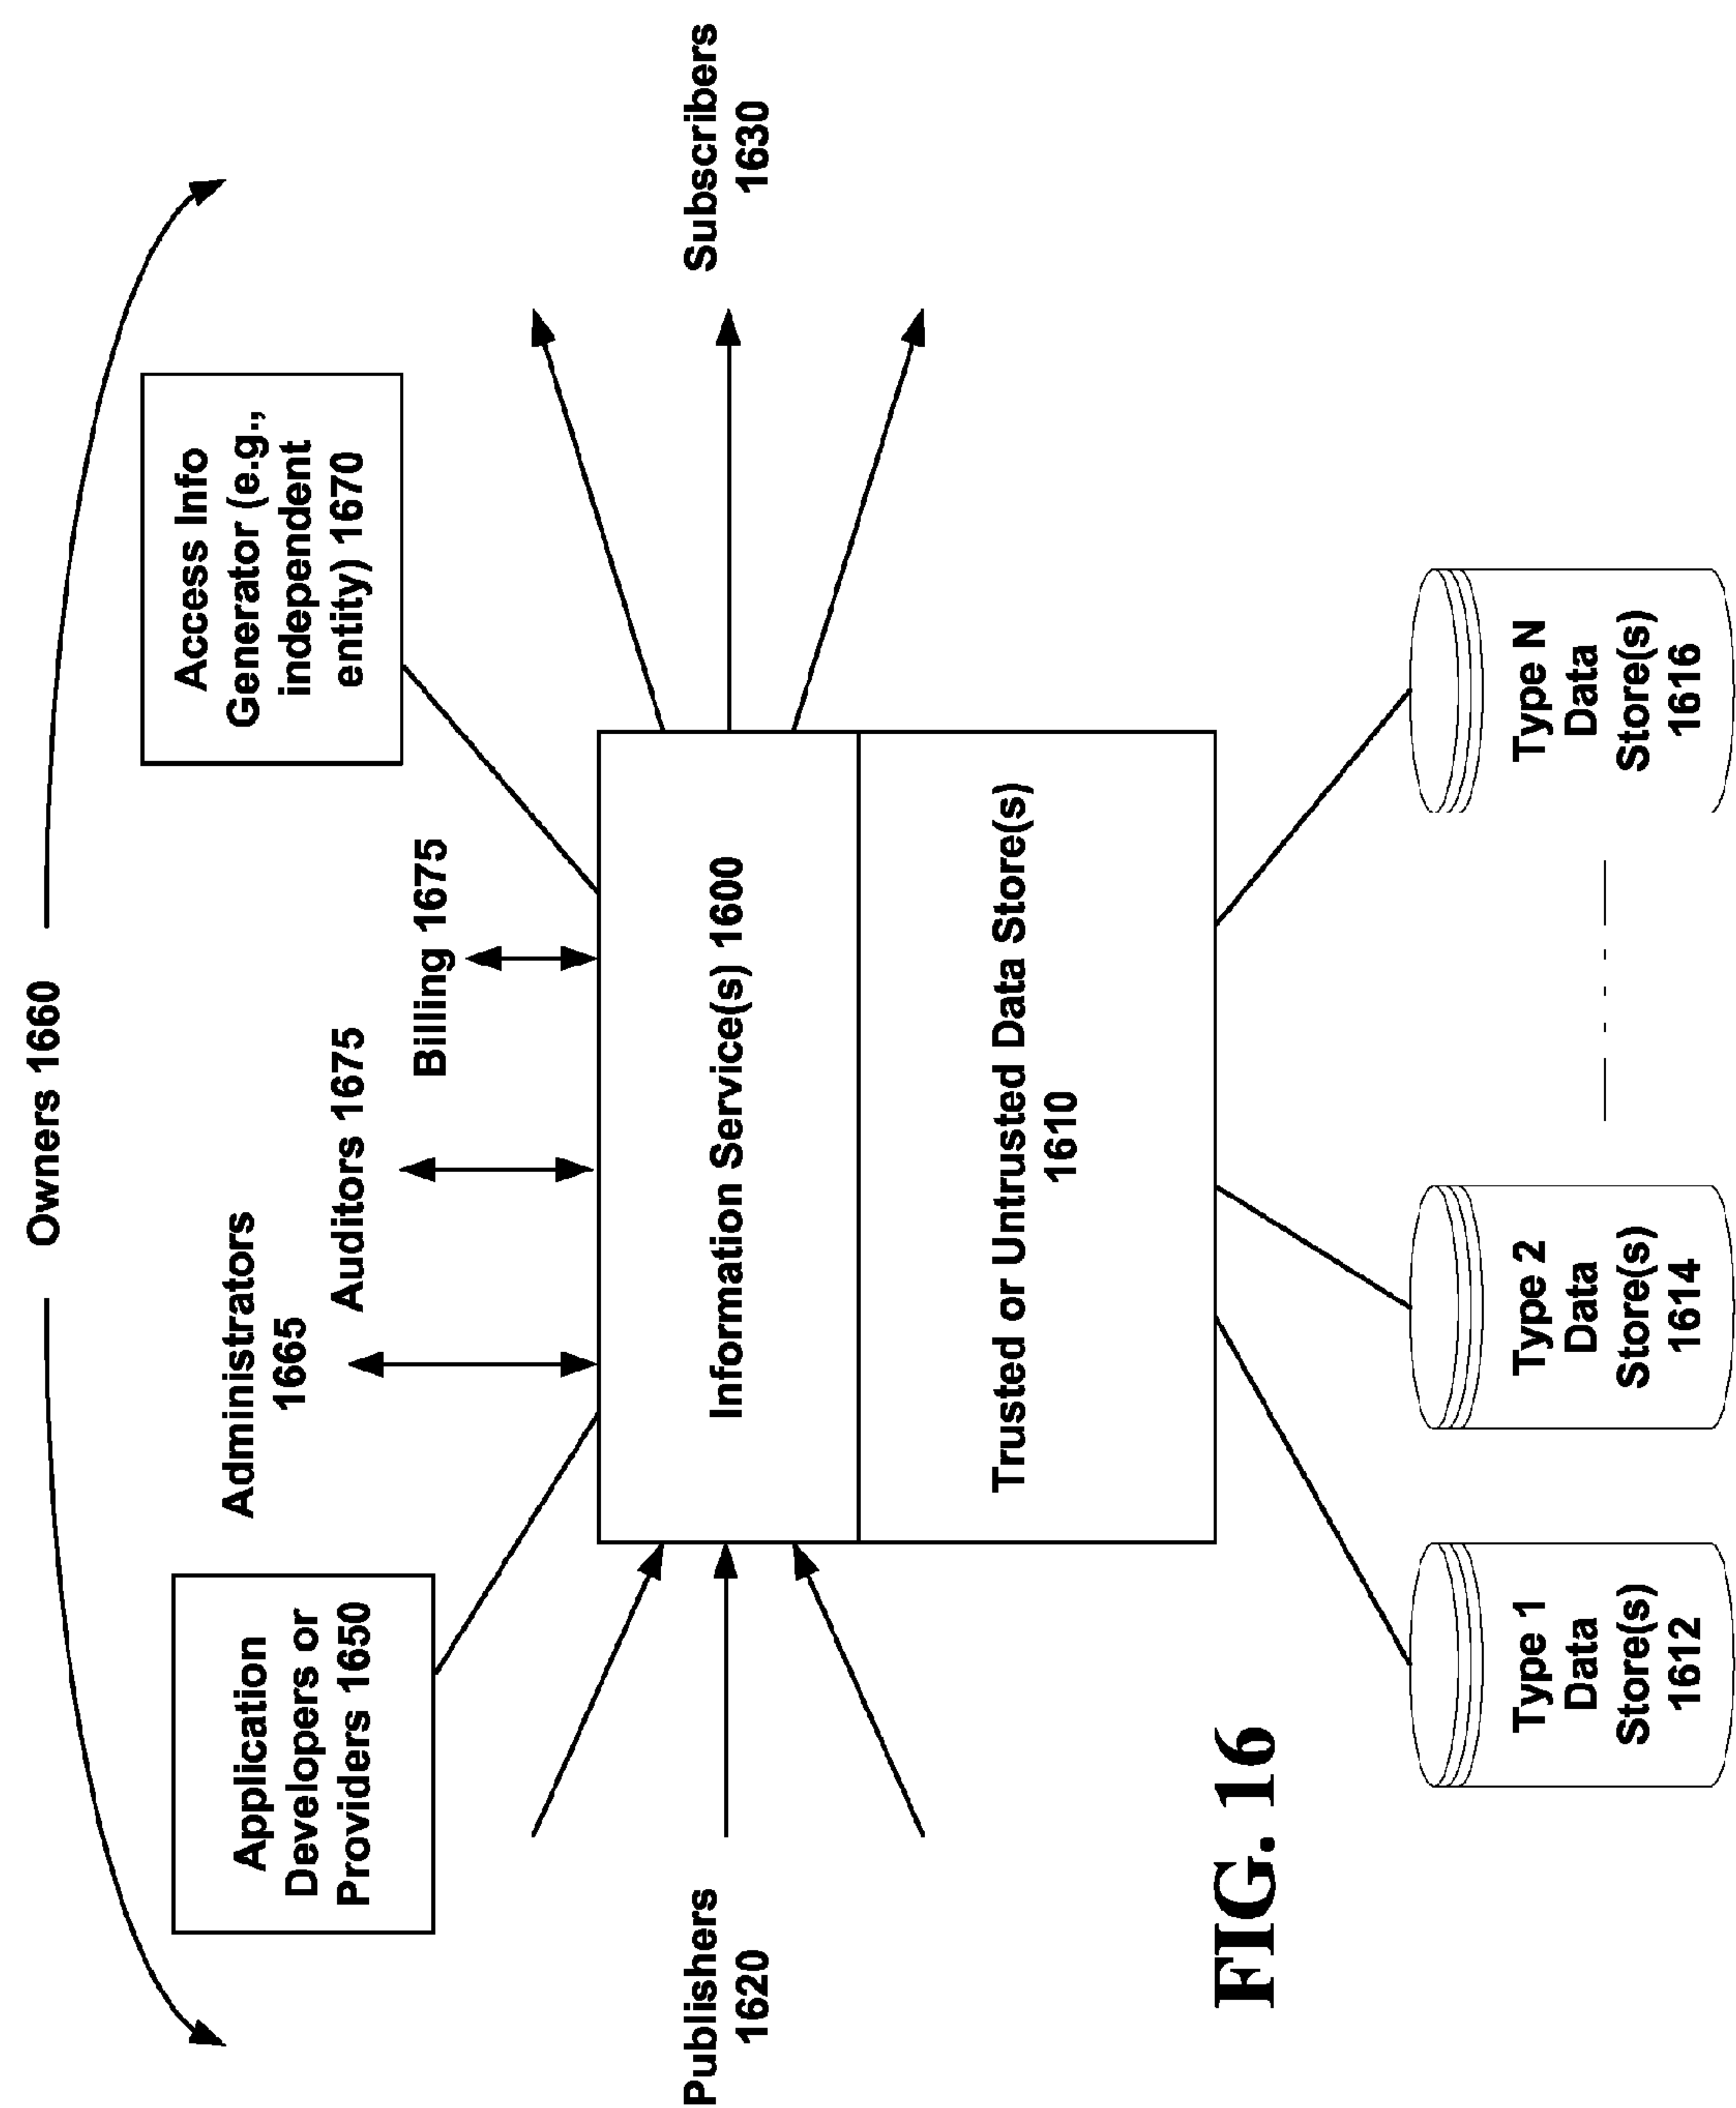 Owners 1660
Administrators
1665
Auditors 1675
Billing 1675
Application
Developers or
Providers 1650
Access Info
Generator (e.g.,
independent
entity) 1670
Publishers
1620
Information Service(s) 1600
Subscribers
1630
Trusted or Untrusted Data Store(s)
1610
FIG. 16
Type 1
Data
Store(s)
1612
Type 2
Data
Store(s)
1614
Type N
Data
Store(s)
1616